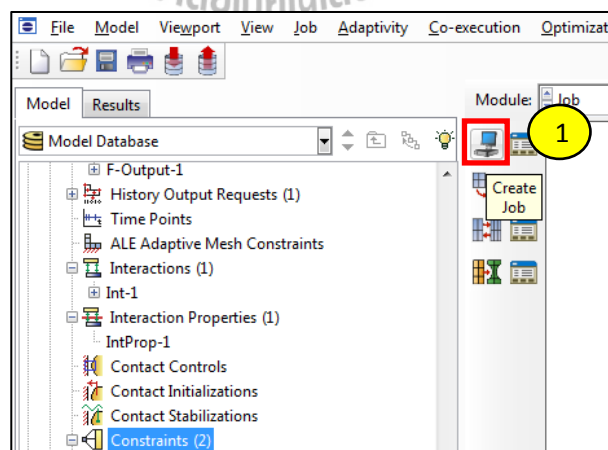 File Model Viewport View Job Adaptivity Co-execution Optimizat
Model Results
Module: Job
Model Database
1
F-Output-1
History Output Requests (1)
Create
Job
Time Points
ALE Adaptive Mesh Constraints
Interactions (1)
Int-1
Interaction Properties (1)
IntProp-1
Contact Controls
Contact Initializations
Contact Stabilizations
Constraints (2)